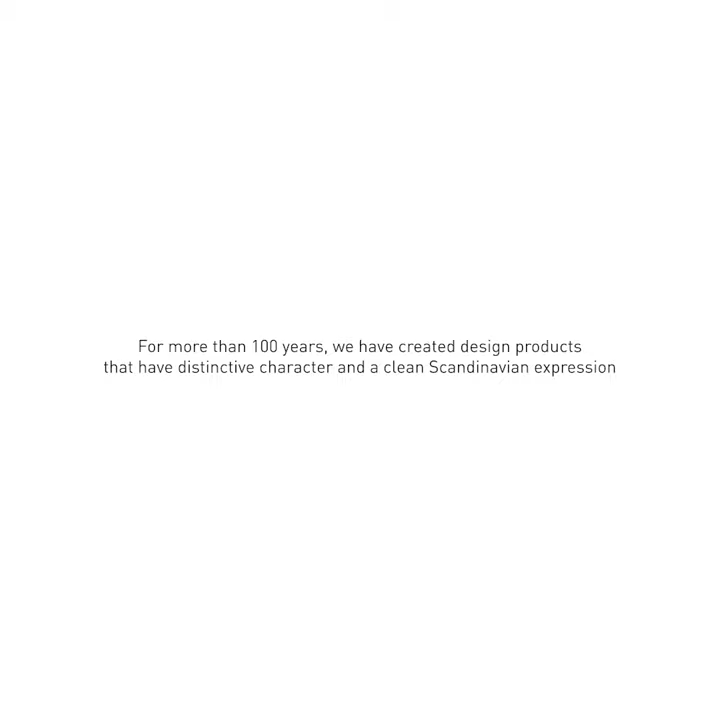 For more than 100 years, we have created design products
that have distinctive character and a clean Scandinavian expression